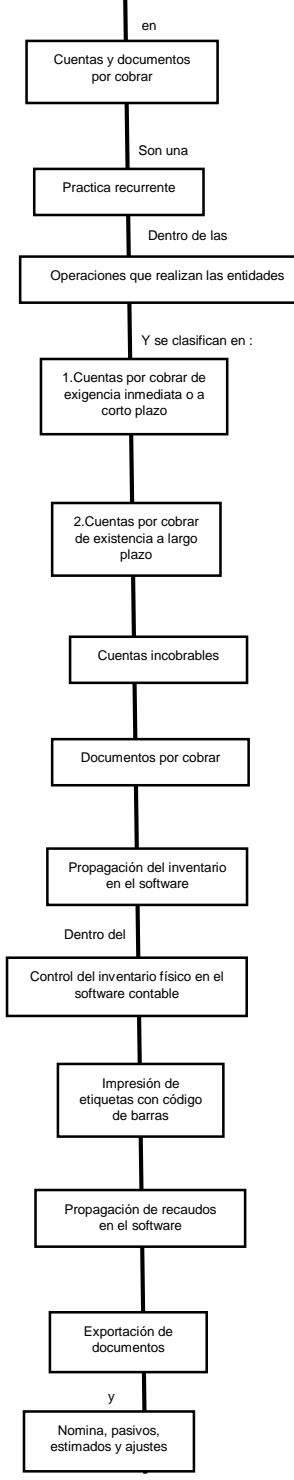 en
Cuentas y documentos
por cobrar
Son una
Practica recurrente
Dentro de las
Operaciones que realizan las entidades
Y se clasifican en :
1.Cuentas por cobrar de
exigencia inmediata o a
corto plazo
2.Cuentas por cobrar
de existencia a largo
plazo
Cuentas incobrables
Documentos por cobrar
Propagación del inventario
en el software
Dentro del
Control del inventario físico en el
software contable
Impresión de
etiquetas con código
de barras
Propagación de recaudos
en el software
Exportación de
documentos
y
Nomina, pasivos,
estimados y ajustes